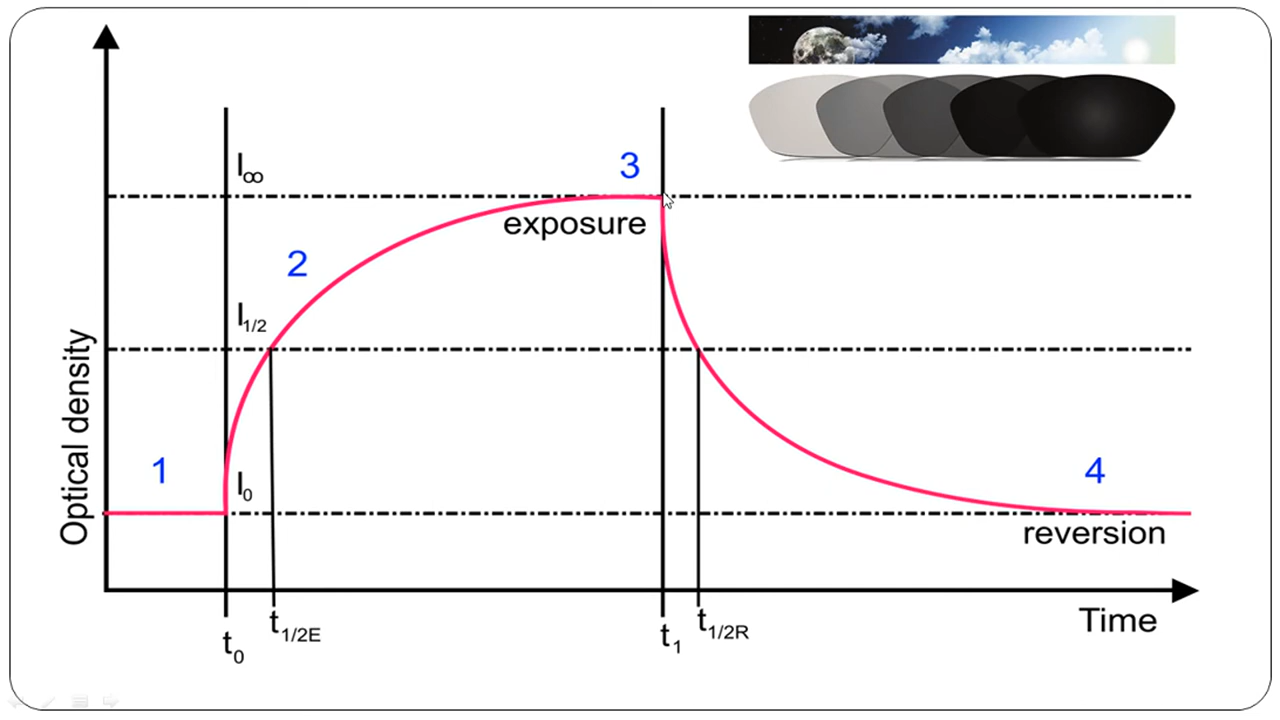 3
I∞
exposure
2
I1/2
Optical density
1
I0
4
reversion
t1/2E
t1/2R
Time
t0
t1